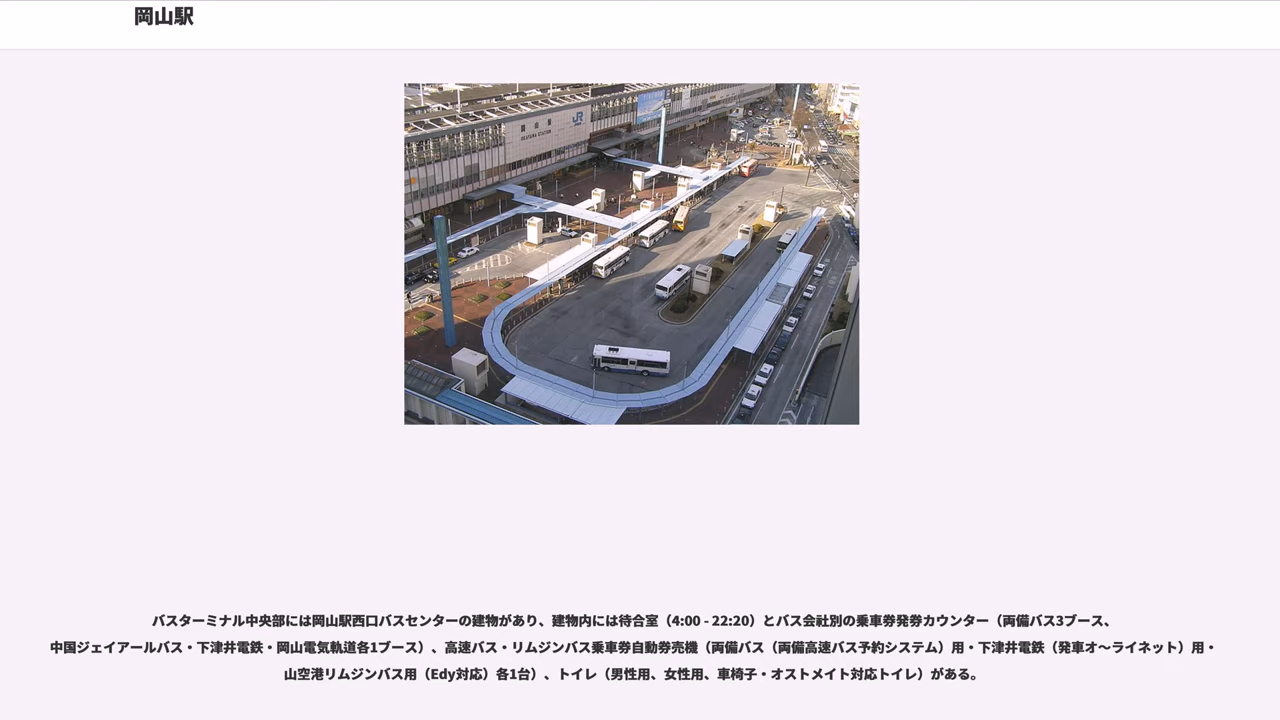 岡山駅
岡山駅
OKAYAMA STATION
JR
バスターミナル中央部には岡山駅西口バスセンターの建物があり、建物内には待合室（4:00 - 22:20）とバス会社別の乗車券発券カウンター（両備バス3ブース、
中国ジェイアールバス・下津井電鉄・岡山電気軌道各1ブース）、高速バス・リムジンバス乗車券自動券売機（両備バス（両備高速バス予約システム）用・下津井電鉄（発車オ〜ライネット）用・
山空港リムジンバス用（Edy対応）各1台）、トイレ（男性用、女性用、車椅子・オストメイト対応トイレ）がある。